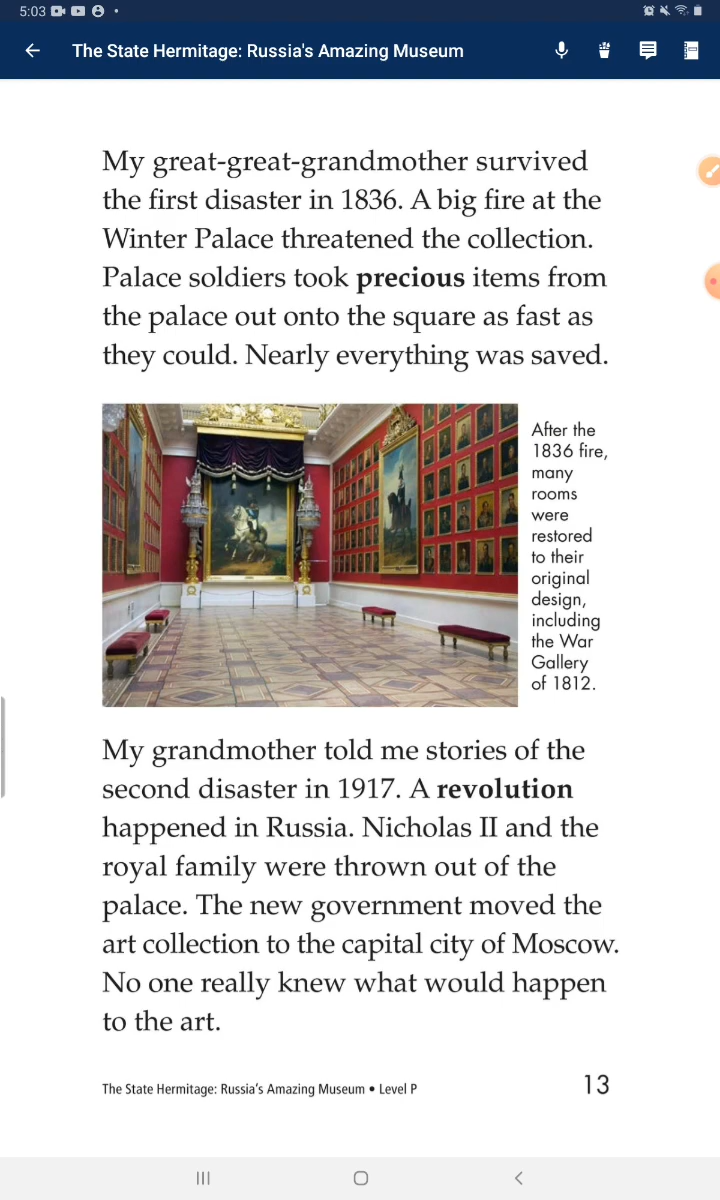 5:03
The State Hermitage: Russia's Amazing Museum
My great-great-grandmother survived
the first disaster in 1836. A big fire at the
Winter Palace threatened the collection.
Palace soldiers took precious items from
the palace out onto the square as fast as
they could. Nearly everything was saved.
After the
1836 fire,
many
rooms
were
restored
to their
original
design,
including
the War
Gallery
of 1812.
My grandmother told me stories of the
second disaster in 1917. A revolution
happened in Russia. Nicholas II and the
royal family were thrown out of the
palace. The new government moved the
art collection to the capital city of Moscow.
No one really knew what would happen
to the art.
The State Hermitage: Russia's Amazing Museum • Level P
13